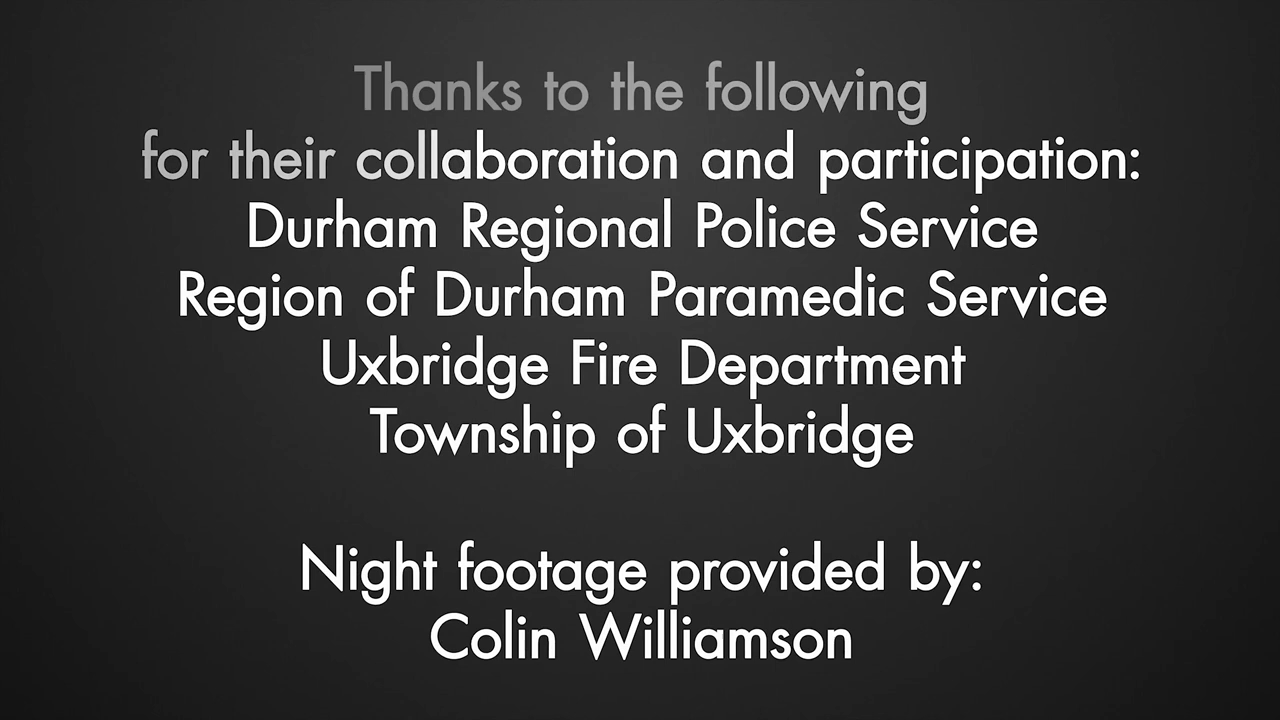 Thanks to the following
for their collaboration and participation:
Durham Regional Police Service
Region of Durham Paramedic Service
Uxbridge Fire Department
Township of Uxbridge
Night footage provided by:
Colin Williamson